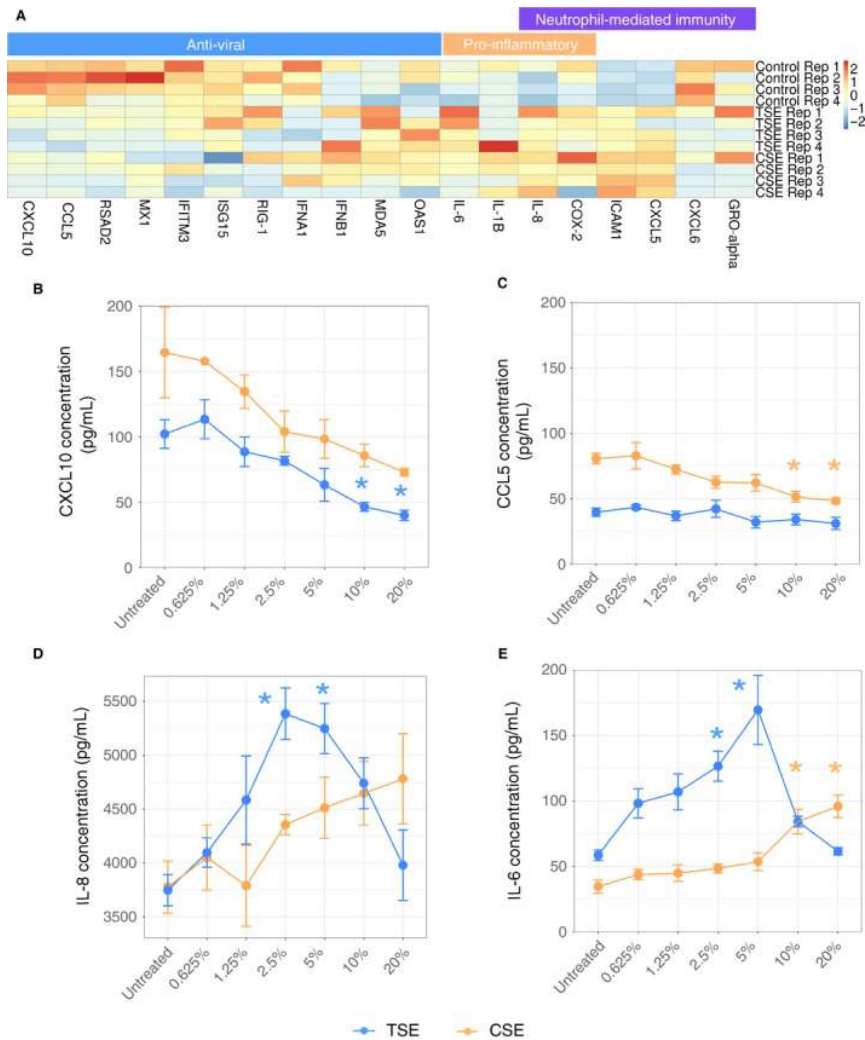 A
Neutrophil-mediated immunity
Anti-viral
Pro-inflammatory
Control Rep 1
Control Rep 2
Control Rep 3
Control Rep 4
TSE Rep 1
TSE Rep 2
TSE Rep 3
TSE Rep 4
CSE Rep 1
CSE Rep 2
CSE Rep 3
CSE Rep 4
2
1
0
−1
−2
CXCL10
CCL5
RSAD2
MX1
IFITM3
ISG15
RIG-1
IFNA1
IFNB1
MDA5
OAS1
IL-6
IL-1B
IL-8
COX-2
ICAM1
CXCL5
CXCL6
GRO-alpha
B
CXCL10 concentration
(pg/mL)
200
150
100
50
0
Untreated
0.625%
1.25%
2.5%
5%
10%
20%
* *
C
CCL5 concentration
(pg/mL)
200
150
100
50
0
Untreated
0.625%
1.25%
2.5%
5%
10%
20%
* *
D
IL-8 concentration (pg/mL)
5500
5000
4500
4000
3500
Untreated
0.625%
1.25%
2.5%
5%
10%
20%
* *
E
IL-6 concentration (pg/mL)
200
150
100
50
0
Untreated
0.625%
1.25%
2.5%
5%
10%
20%
* * * *
TSE CSE